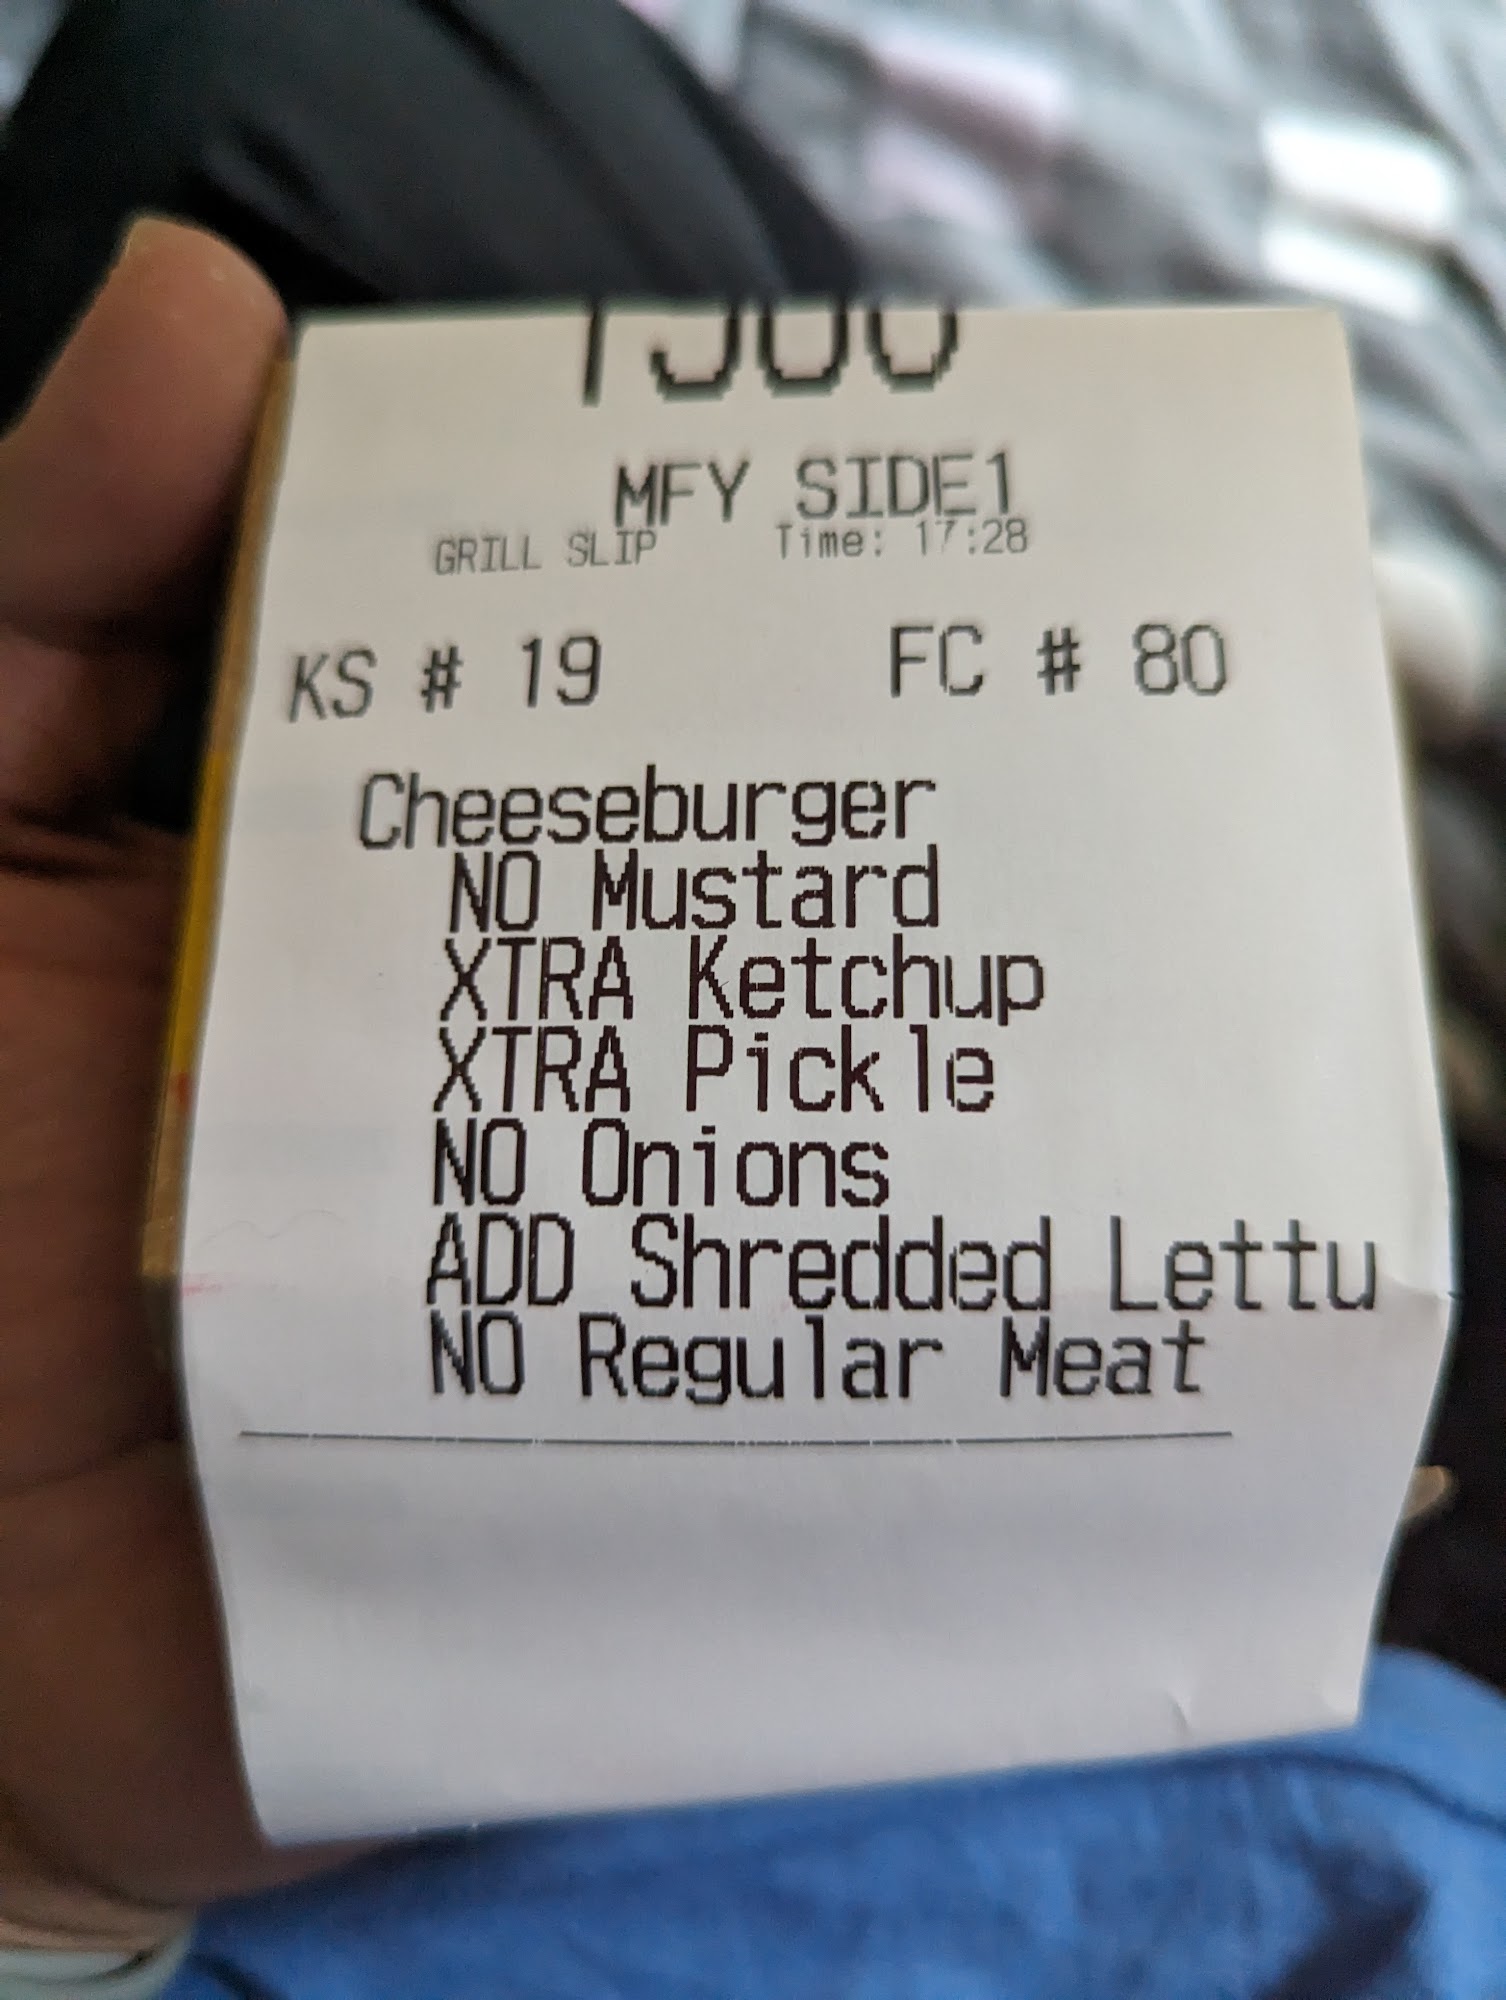 MFY SIDE1
GRILL SLIP Time: 17:28
KS # 19 FC # 80
Cheeseburger
NO Mustard
XTRA Ketchup
XTRA Pickle
NO Onions
ADD Shredded Lettu
NO Regular Meat